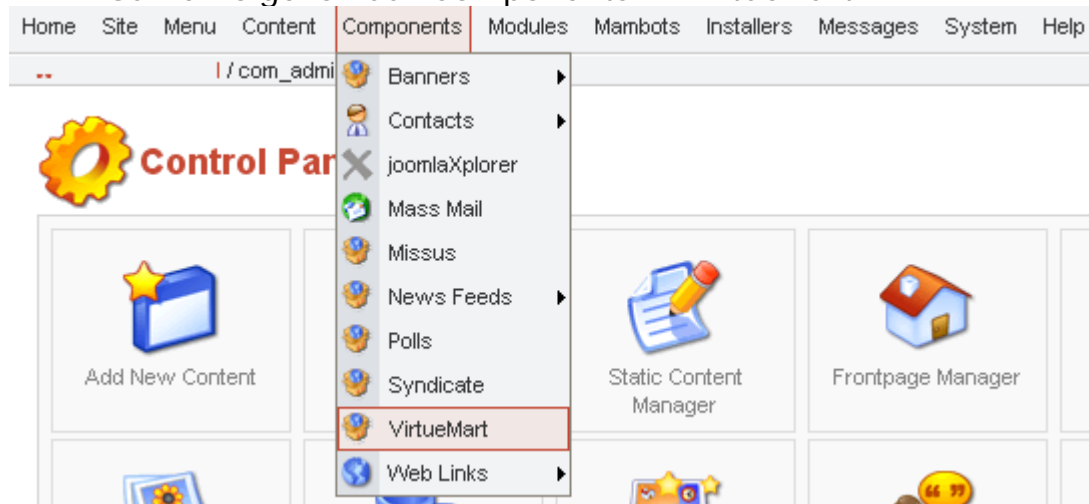 Home Site Menu Content Components Modules Mambots Installers Messages System Help
/ com_admi
Control Par
Banners
Contacts
joomlaXplorer
Mass Mail
Missus
News Feeds
Polls
Syndicate
VirtueMart
Web Links
Add New Content
Static Content
Manager
Frontpage Manager